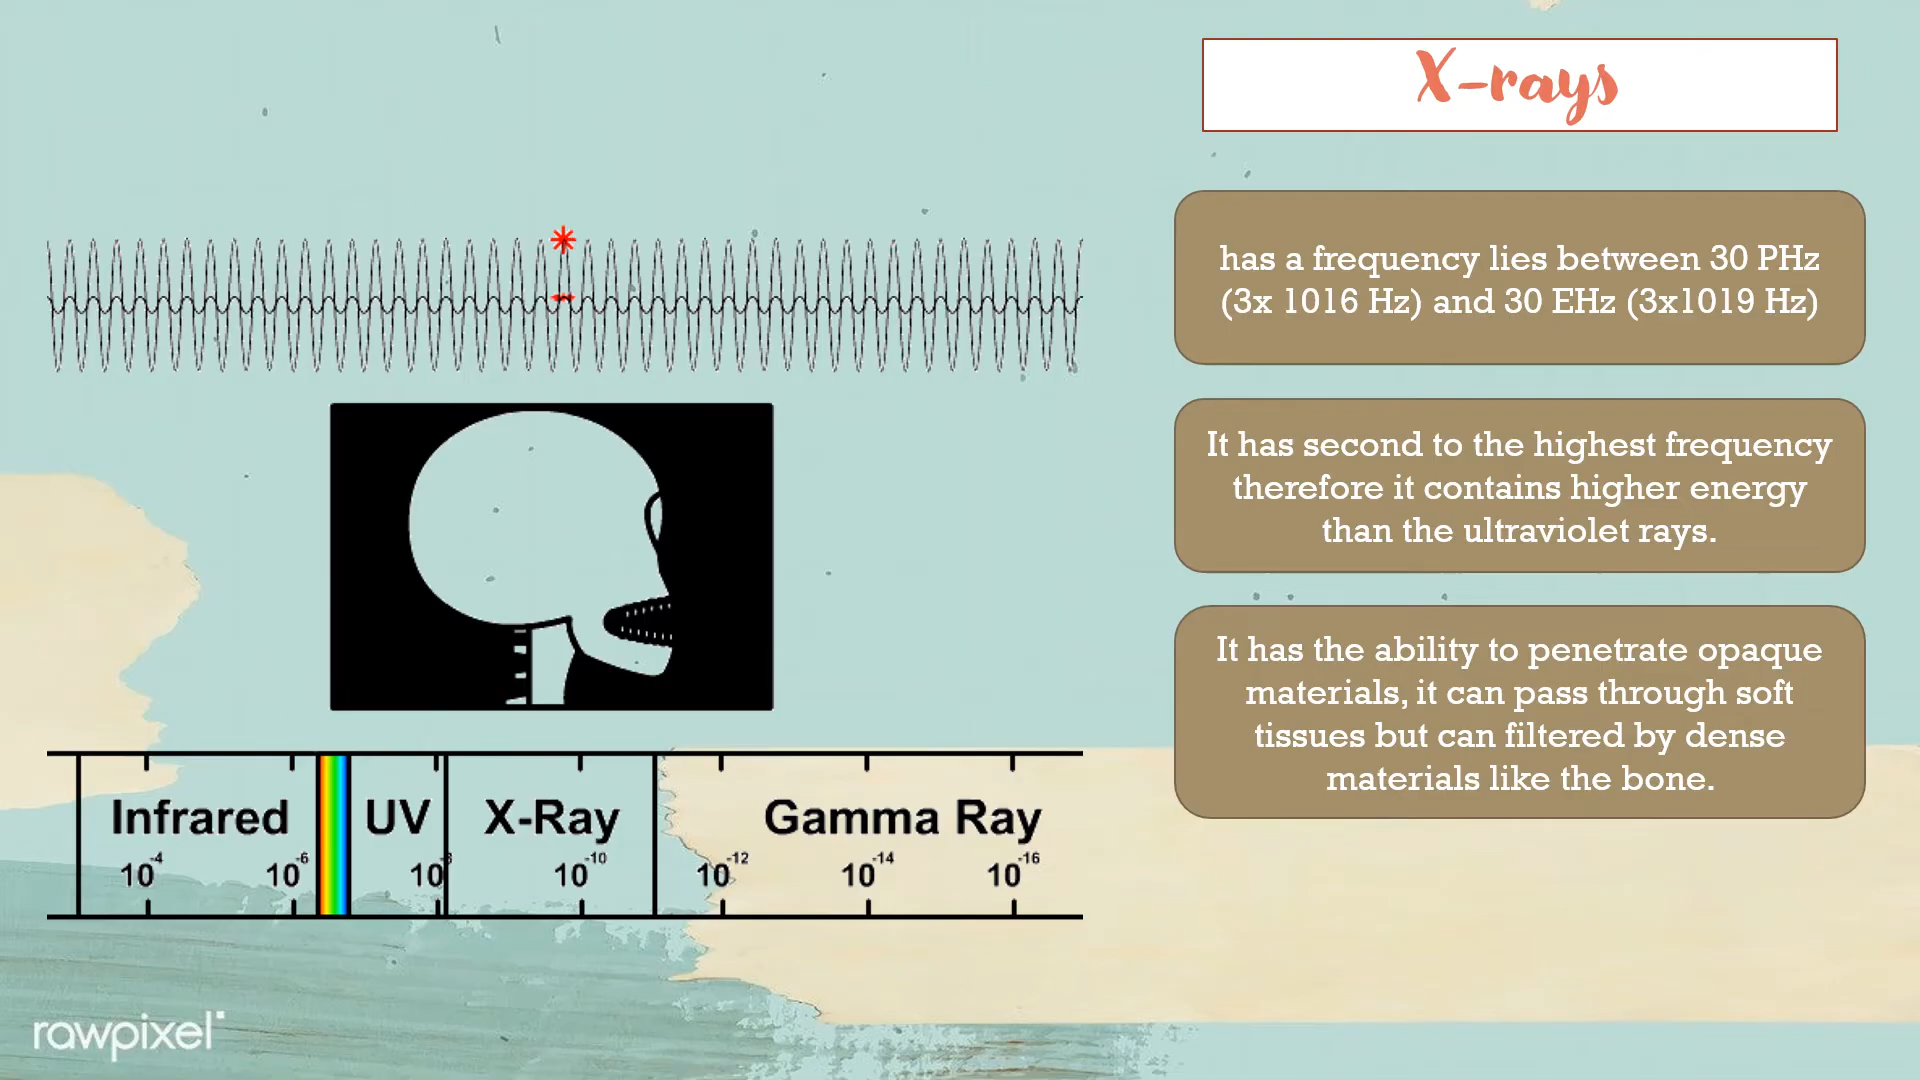 X-rays
has a frequency lies between 30 PHz
(3x 1016 Hz) and 30 EHz (3x1019 Hz)
It has second to the highest frequency
therefore it contains higher energy
than the ultraviolet rays.
It has the ability to penetrate opaque
materials, it can pass through soft
tissues but can filtered by dense
materials like the bone.
Infrared UV X-Ray Gamma Ray
10^-4 10^-6 10^-8 10^-10 10^-12 10^-14 10^-16
rawpixel